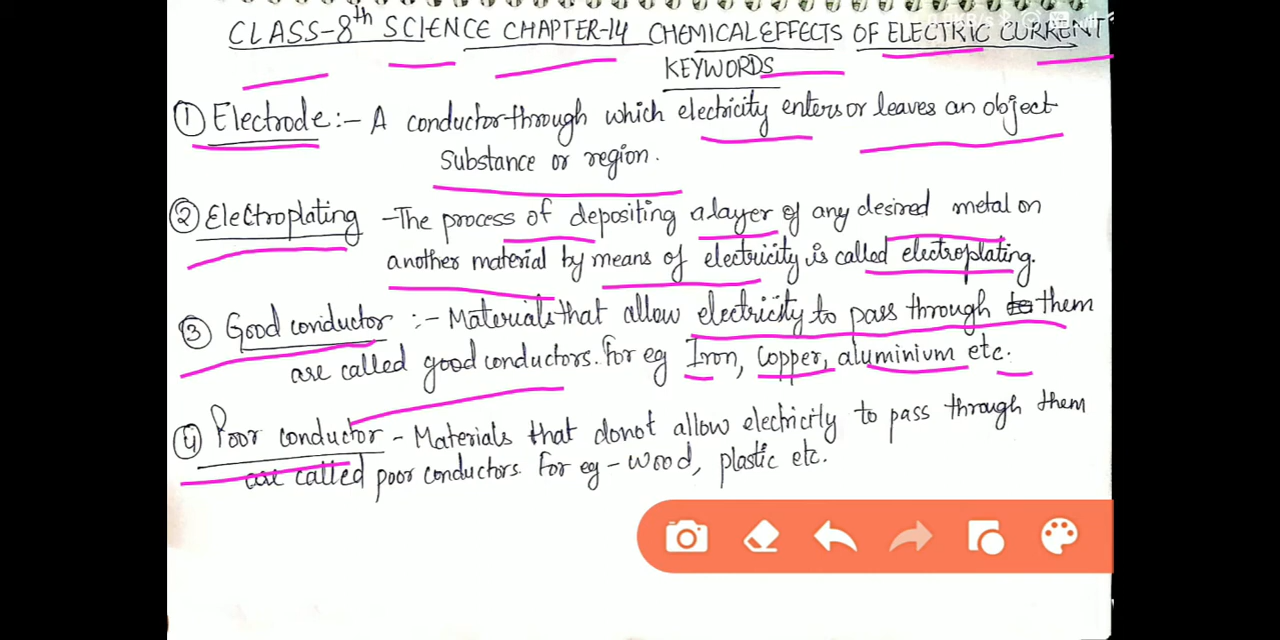 CLASS-8th SCIENCE CHAPTER-14 CHEMICAL EFFECTS OF ELECTRIC CURRENT
KEYWORDS
① Electrode:- A conductor through which electricity enters or leaves an object
substance or region.
② Electroplating - The process of depositing a layer of any desired metal on
another material by means of electricity is called electroplating.
③ Good conductor :- Materials that allow electricity to pass through them
are called good conductors. For eg Iron, copper, aluminium etc.
④ Poor conductor - Materials that donot allow electricity to pass through them
are called poor conductors. For eg - wood, plastic etc.